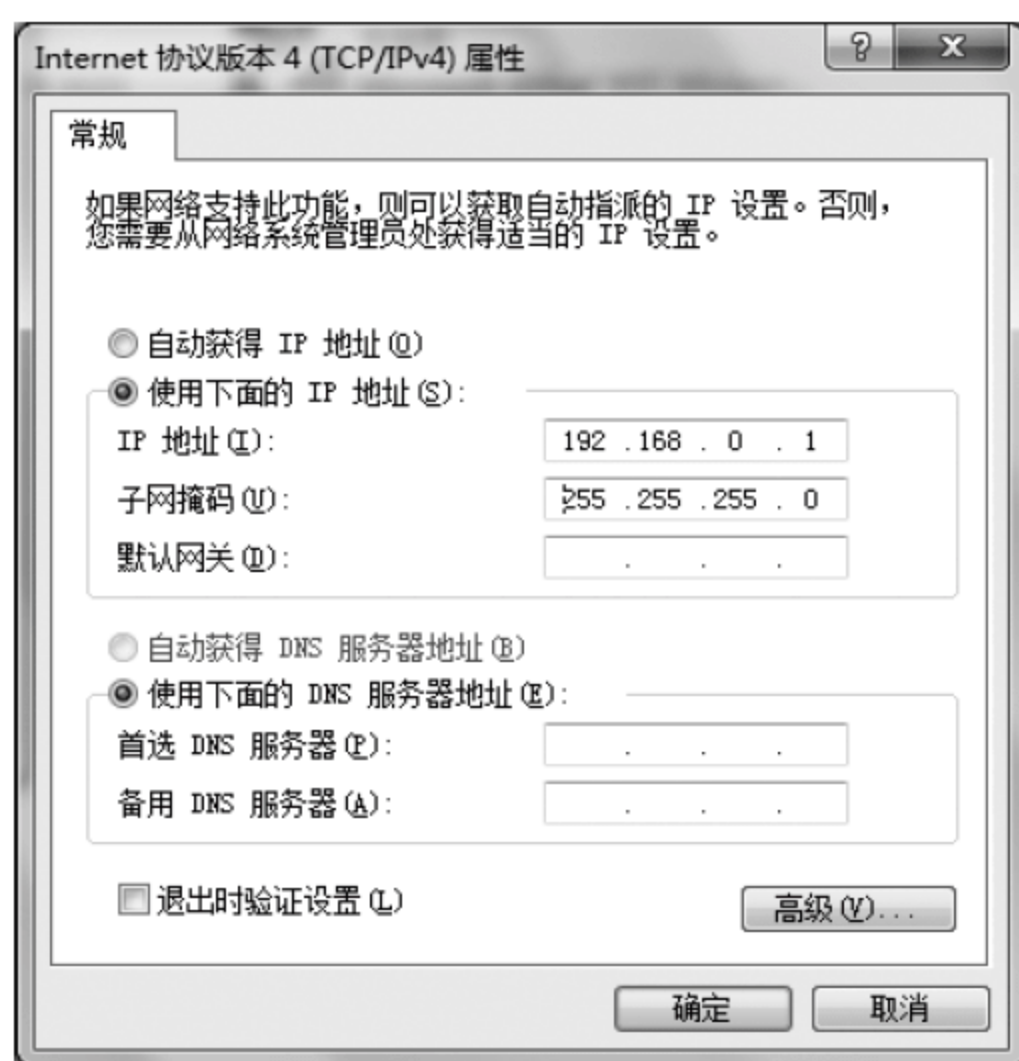 Internet 协议版本 4 (TCP/IPv4) 属性
常规
如果网络支持此功能，则可以获取自动指派的 IP 设置。否则，
您需要从网络系统管理员处获得适当的 IP 设置。
自动获得 IP 地址(O)
使用下面的 IP 地址(S):
IP 地址(I): 192 .168 . 0 . 1
子网掩码(U): 255 .255 .255 . 0
默认网关(D): . . .
自动获得 DNS 服务器地址(B)
使用下面的 DNS 服务器地址(E):
首选 DNS 服务器(P): . . .
备用 DNS 服务器(A): . . .
退出时验证设置(L)
高级(V)...
确定 取消